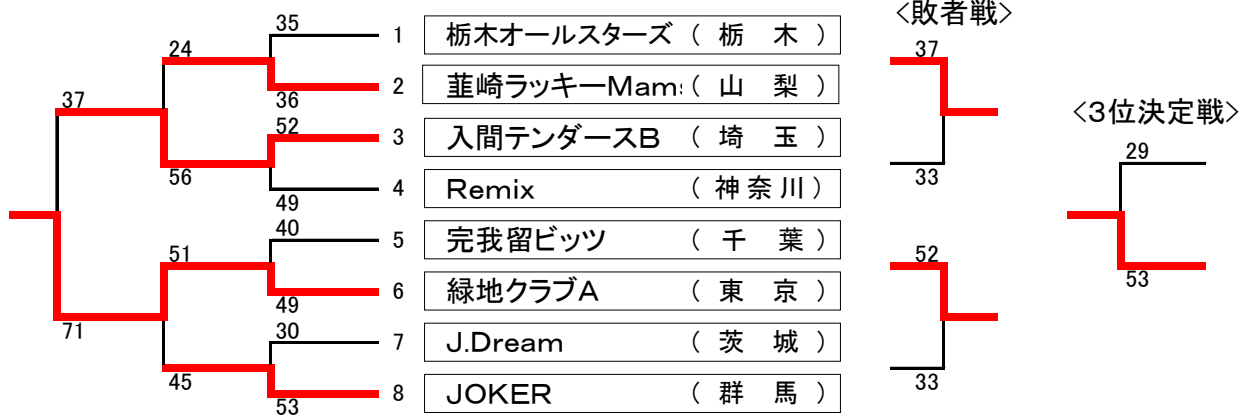 <敗者戦>
35
1 栃木オールスターズ ( 栃 木 )
24
37
2 韮崎ラッキーMam ( 山 梨 )
37
36
<3位決定戦>
52
3 入間テンダースB ( 埼 玉 )
29
56
33
4 Remix ( 神奈川 )
49
40
5 完我留ビッツ ( 千 葉 )
51
52
6 緑地クラブA ( 東 京 )
53
49
71
30
7 J.Dream ( 茨 城 )
45
33
8 JOKER ( 群 馬 )
53